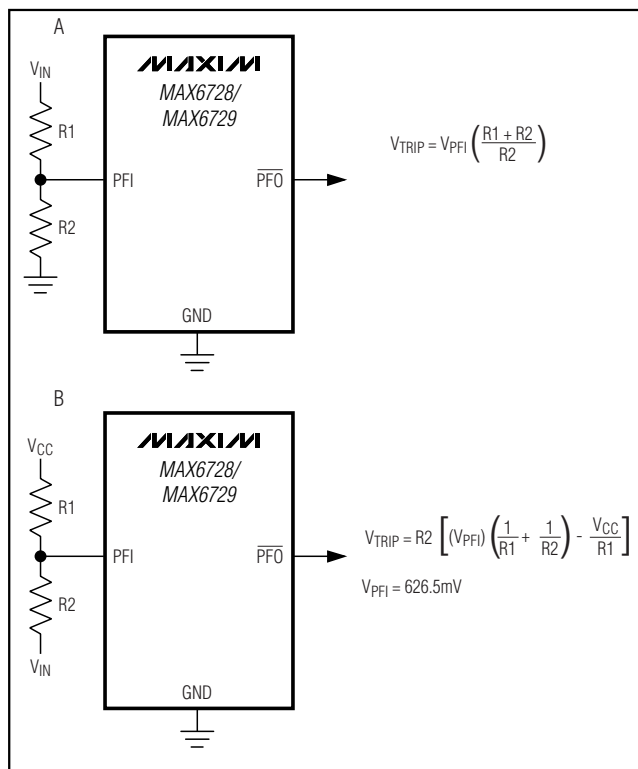 A
MAXIM
VIN
MAX6728/
MAX6729
R1
VTRIP = VPFI (R1 + R2 / R2)
PFI
PFO
R2
GND
B
MAXIM
VCC
MAX6728/
MAX6729
R1
PFI
PFO
VTRIP = R2 [(VPFI) (1/R1 + 1/R2) - VCC/R1]
R2
VPFI = 626.5mV
VIN
GND